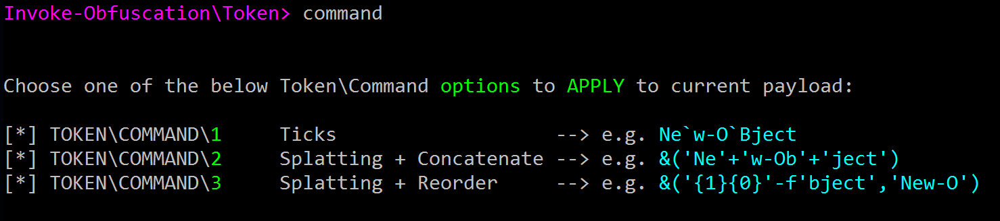 Invoke-Obfuscation\Token> command
Choose one of the below Token\Command options to APPLY to current payload:
[*] TOKEN\COMMAND\1 Ticks --> e.g. Ne`w-O`Bject
[*] TOKEN\COMMAND\2 Splatting + Concatenate --> e.g. &('Ne'+'w-Ob'+'ject')
[*] TOKEN\COMMAND\3 Splatting + Reorder --> e.g. &('{1}{0}'-f'bject','New-O')